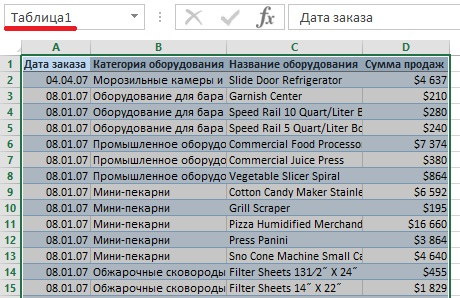 Таблица1 fx Дата заказа
A B C D
1 Дата заказа Категория оборудования Название оборудования Сумма продаж
2 04.04.07 Морозильные камеры и Slide Door Refrigerator $4 637
3 08.01.07 Оборудование для бара Garnish Center $210
4 08.01.07 Оборудование для бара Speed Rail 10 Quart/Liter B $280
5 08.01.07 Оборудование для бара Speed Rail 5 Quart/Liter Bo $240
6 08.01.07 Промышленное оборудо Commercial Food Processo $7 374
7 08.01.07 Промышленное оборудо Commercial Juice Press $380
8 08.01.07 Промышленное оборудо Vegetable Slicer Spiral $864
9 08.01.07 Мини-пекарни Cotton Candy Maker Stainle $6 592
10 08.01.07 Мини-пекарни Grill Scraper $195
11 08.01.07 Мини-пекарни Pizza Humidified Merchand $16 660
12 08.01.07 Мини-пекарни Press Panini $3 864
13 08.01.07 Мини-пекарни Sno Cone Machine Small Ca $4 640
14 08.01.07 Обжарочные сковороды Filter Sheets 131⁄2˝ X 24˝ $455
15 08.01.07 Обжарочные сковороды Filter Sheets 14˝ X 22˝ $1 829